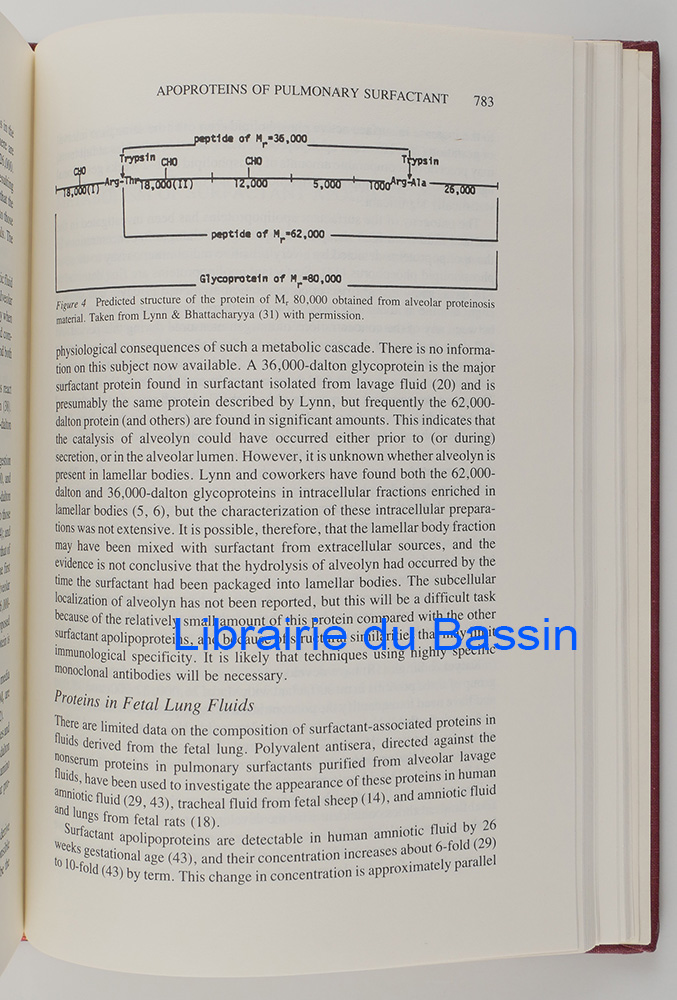 APOPROTEINS OF PULMONARY SURFACTANT 783
peptide of Mr=36,000
Trypsin CHO CHO Trypsin
CHO
18,000(I) Arg-Thr 18,000(II) 12,000 5,000 1000 Arg-Ala 26,000
peptide of Mr=62,000
Glycoprotein of Mr=80,000
Figure 4 Predicted structure of the protein of Mr 80,000 obtained from alveolar proteinosis
material. Taken from Lynn & Bhattacharyya (31) with permission.
physiological consequences of such a metabolic cascade. There is no informa-
tion on this subject now available. A 36,000-dalton glycoprotein is the major
surfactant protein found in surfactant isolated from lavage fluid (20) and is
presumably the same protein described by Lynn, but frequently the 62,000-
dalton protein (and others) are found in significant amounts. This indicates that
the catalysis of alveolyn could have occurred either prior to (or during)
secretion, or in the alveolar lumen. However, it is unknown whether alveolyn is
present in lamellar bodies. Lynn and coworkers have found both the 62,000-
dalton and 36,000-dalton glycoproteins in intracellular fractions enriched in
lamellar bodies (5, 6), but the characterization of these intracellular prepara-
tions was not extensive. It is possible, therefore, that the lamellar body fraction
may have been mixed with surfactant from extracellular sources, and the
evidence is not conclusive that the hydrolysis of alveolyn had occurred by the
time the surfactant had been packaged into lamellar bodies. The subcellular
localization of alveolyn has not been reported, but this will be a difficult task
because of the relatively small amount of this protein compared with the other
surfactant apolipoproteins, and because of structural similarities that may limit
immunological specificity. It is likely that techniques using highly specific
monoclonal antibodies will be necessary.
Librairie du Bassin
Proteins in Fetal Lung Fluids
There are limited data on the composition of surfactant-associated proteins in
fluids derived from the fetal lung. Polyvalent antisera, directed against the
nonserum proteins in pulmonary surfactants purified from alveolar lavage
fluids, have been used to investigate the appearance of these proteins in human
amniotic fluid (29, 43), tracheal fluid from fetal sheep (14), and amniotic fluid
and lungs from fetal rats (18).
Surfactant apolipoproteins are detectable in human amniotic fluid by 26
weeks gestational age (43), and their concentration increases about 6-fold (29)
to 10-fold (43) by term. This change in concentration is approximately parallel